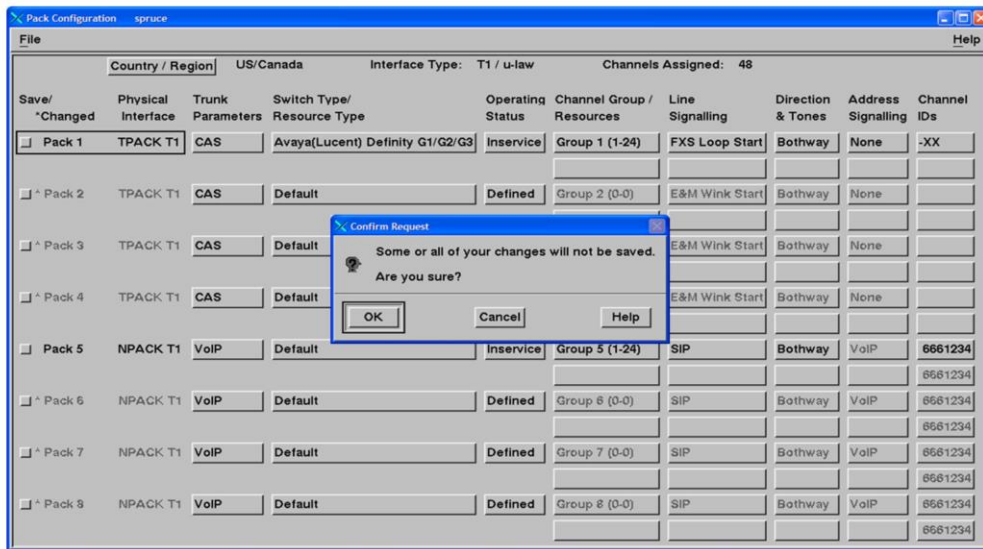 Pack Configuration spruce
File Help
Country / Region US/Canada Interface Type: T1 / u-law Channels Assigned: 48
Save/ Physical Trunk Switch Type/ Operating Channel Group / Line Direction Address Channel
*Changed Interface Parameters Resource Type Status Resources Signalling & Tones Signalling IDs
Pack 1 TPACK T1 CAS Avaya(Lucent) Definity G1/G2/G3 Inservice Group 1 (1-24) FXS Loop Start Bothway None -XX
* Pack 2 TPACK T1 CAS Default Defined Group 2 (0-0) E&M Wink Start Bothway None
* Pack 3 TPACK T1 CAS Default E&M Wink Start Bothway None
* Pack 4 TPACK T1 CAS Default E&M Wink Start Bothway None
Confirm Request
Some or all of your changes will not be saved.
Are you sure?
OK Cancel Help
Pack 5 NPACK T1 VoIP Default Inservice Group 5 (1-24) SIP Bothway VoIP 6661234
6661234
* Pack 6 NPACK T1 VoIP Default Defined Group 6 (0-0) SIP Bothway VoIP 6661234
6661234
* Pack 7 NPACK T1 VoIP Default Defined Group 7 (0-0) SIP Bothway VoIP 6661234
6661234
* Pack 8 NPACK T1 VoIP Default Defined Group 8 (0-0) SIP Bothway VoIP 6661234
6661234